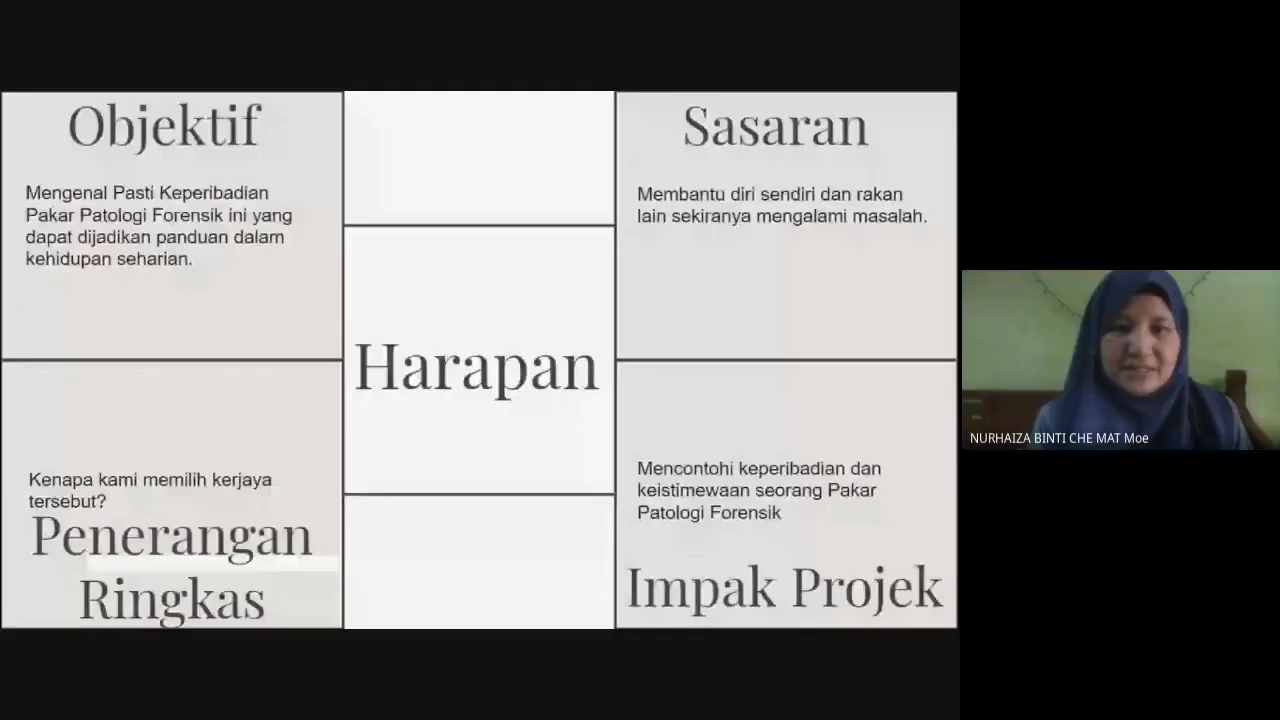 Objektif
Mengenal Pasti Keperibadian
Pakar Patologi Forensik ini yang
dapat dijadikan panduan dalam
kehidupan seharian.
Kenapa kami memilih kerjaya
tersebut?
Penerangan
Ringkas
Harapan
Sasaran
Membantu diri sendiri dan rakan
lain sekiranya mengalami masalah.
Mencontohi keperibadian dan
keistimewaan seorang Pakar
Patologi Forensik
Impak Projek
NURHAIZA BINTI CHE MAT Moe